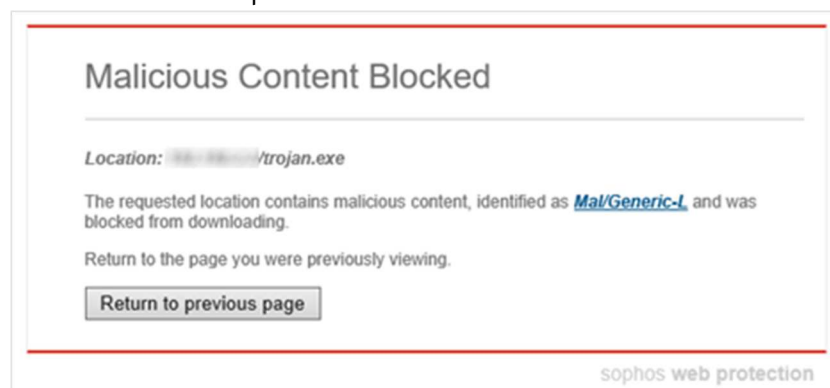 Malicious Content Blocked
Location: /trojan.exe
The requested location contains malicious content, identified as Mal/Generic-L and was
blocked from downloading.
Return to the page you were previously viewing.
Return to previous page
sophos web protection